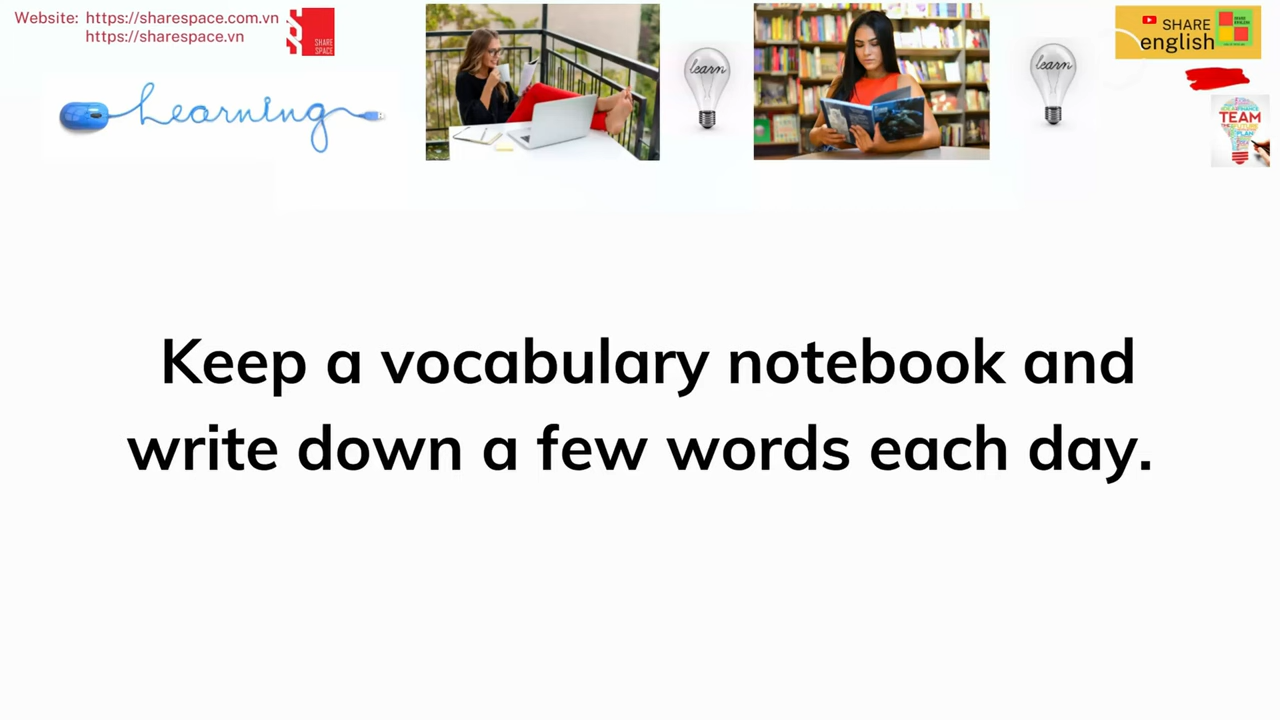 Website: https://sharespace.com.vn
https://sharespace.vn
SHARE
SPACE
Learning
learn
learn
SHARE
english
TEAM
PLAN
Keep a vocabulary notebook and
write down a few words each day.